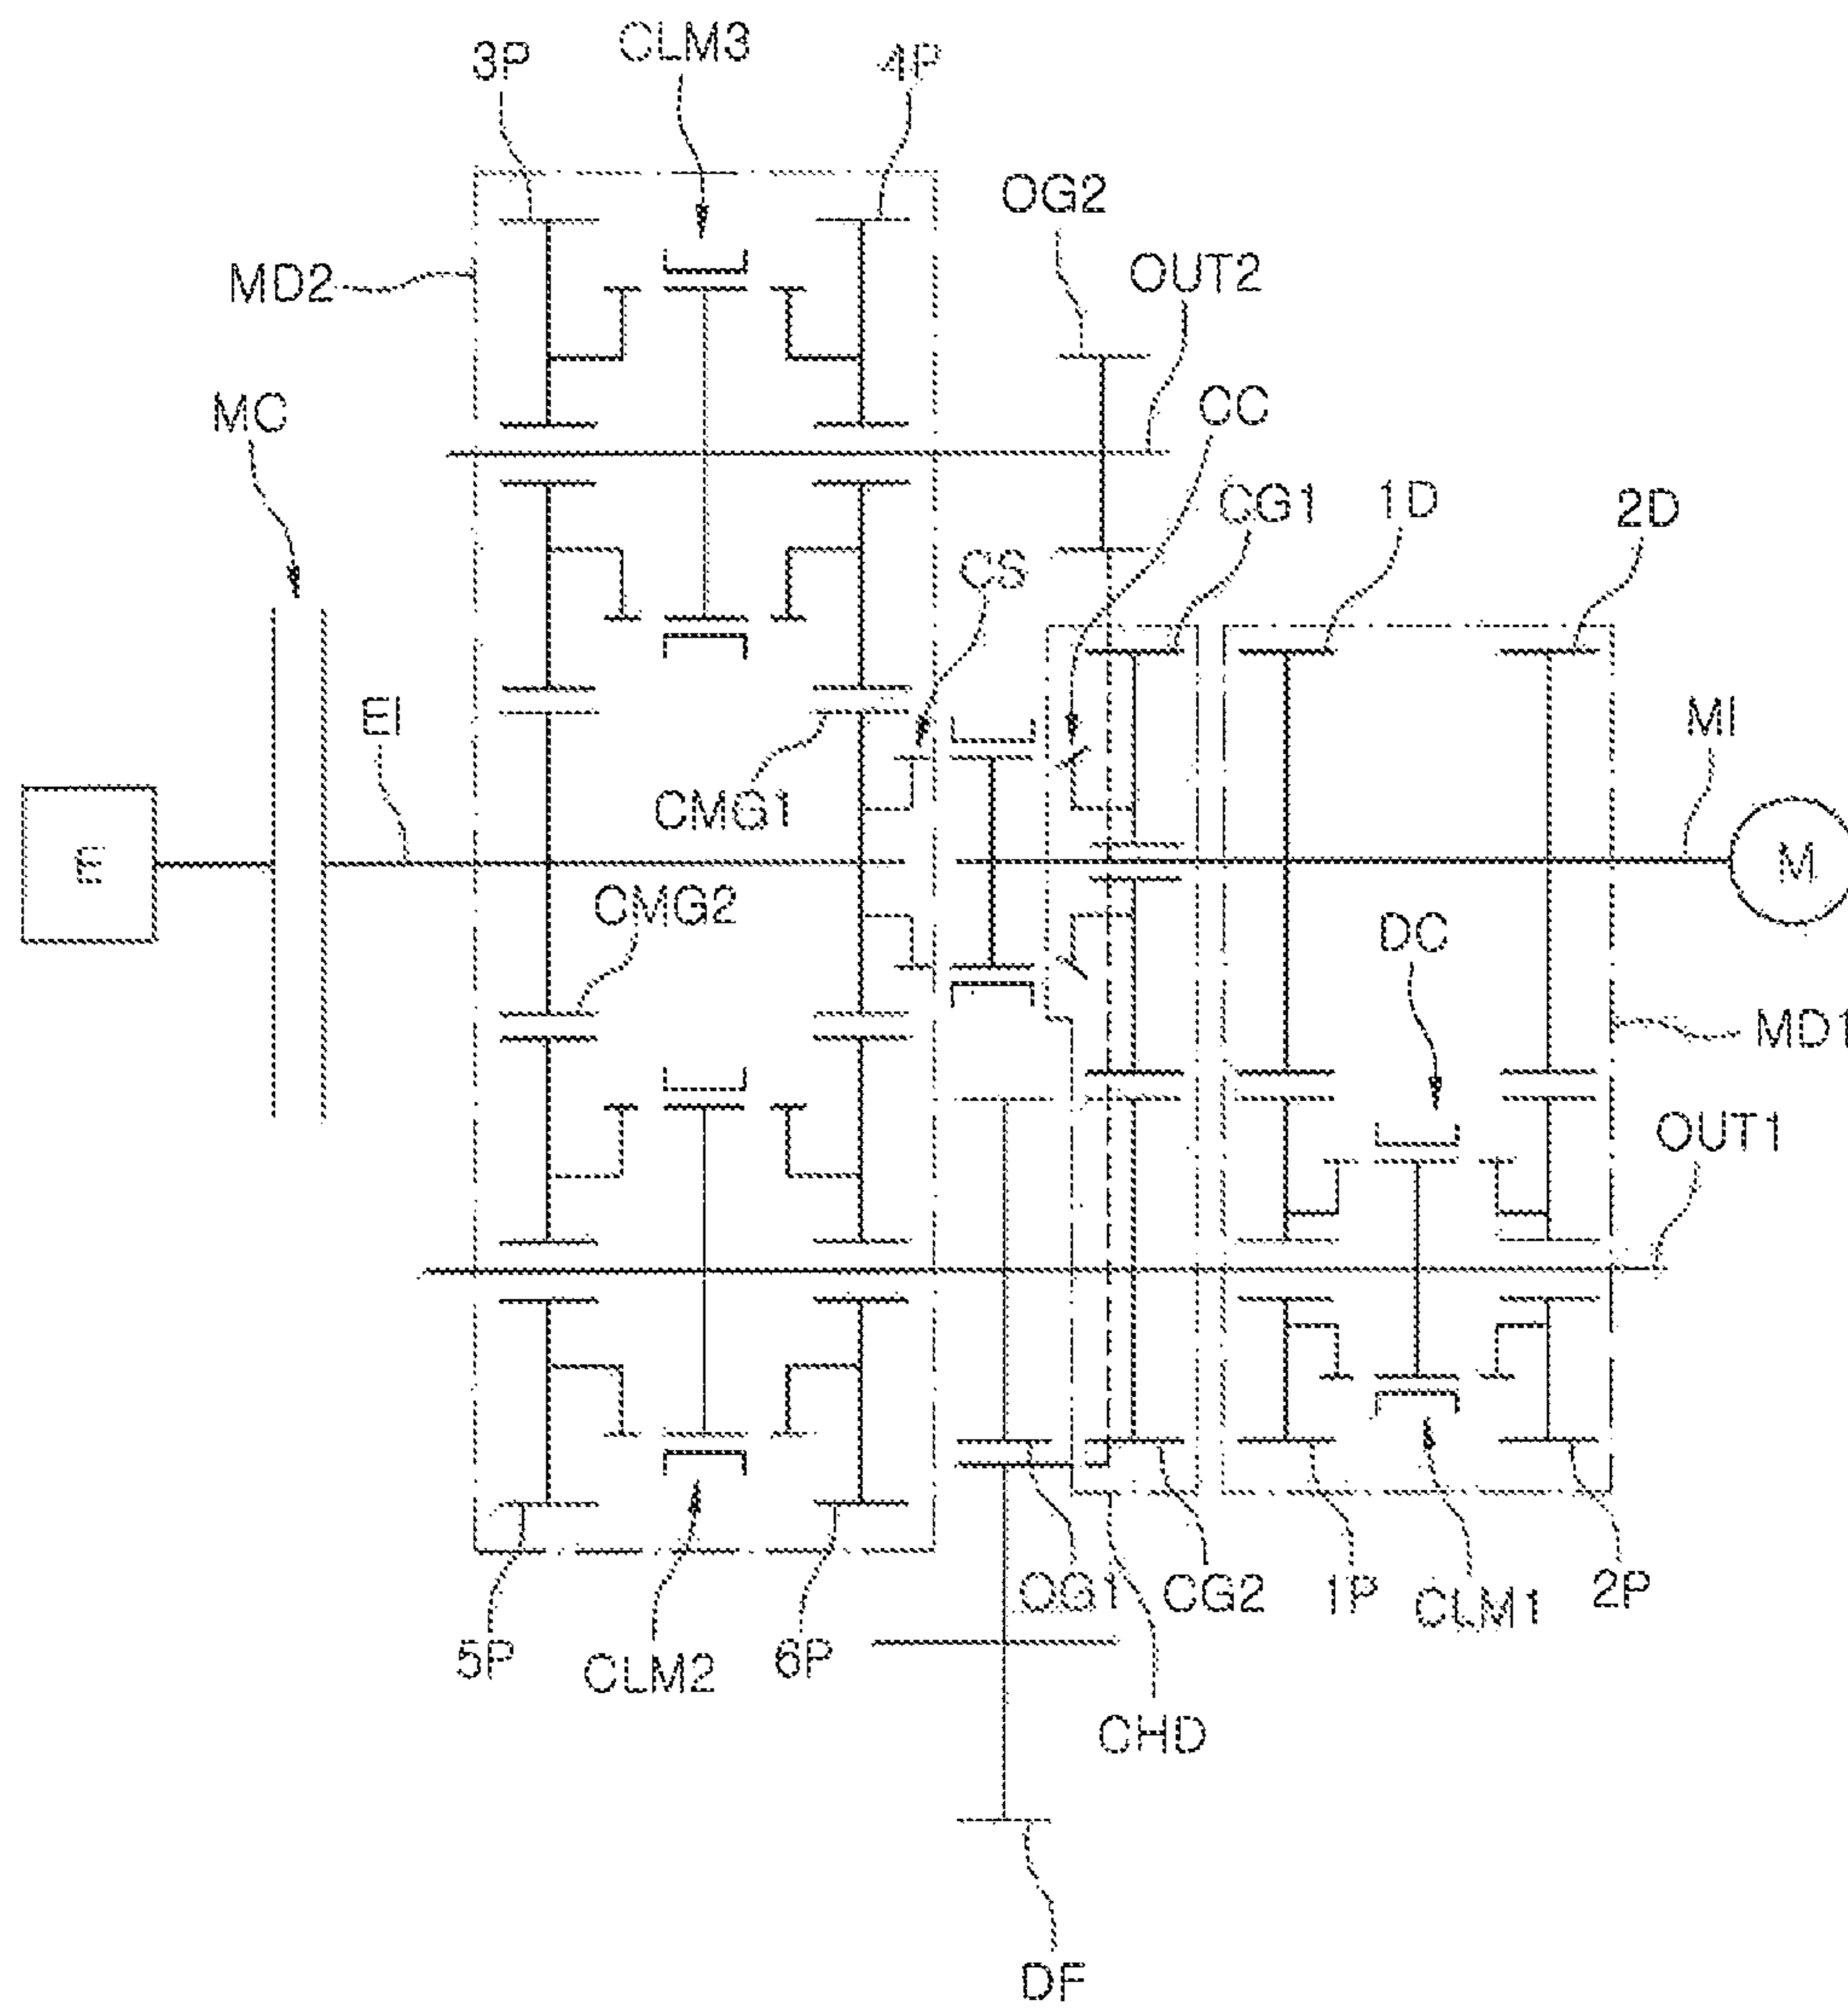 CLM3
3P
4P
OG2
MD2
OUT2
MC
CC
CG1
1D
2D
CS
EI
MI
CMG1
E
M
CMG2
DC
MD1
OUT1
OG1
CG2
1P
CLM1
2P
5P
CLM2
6P
CHD
DF